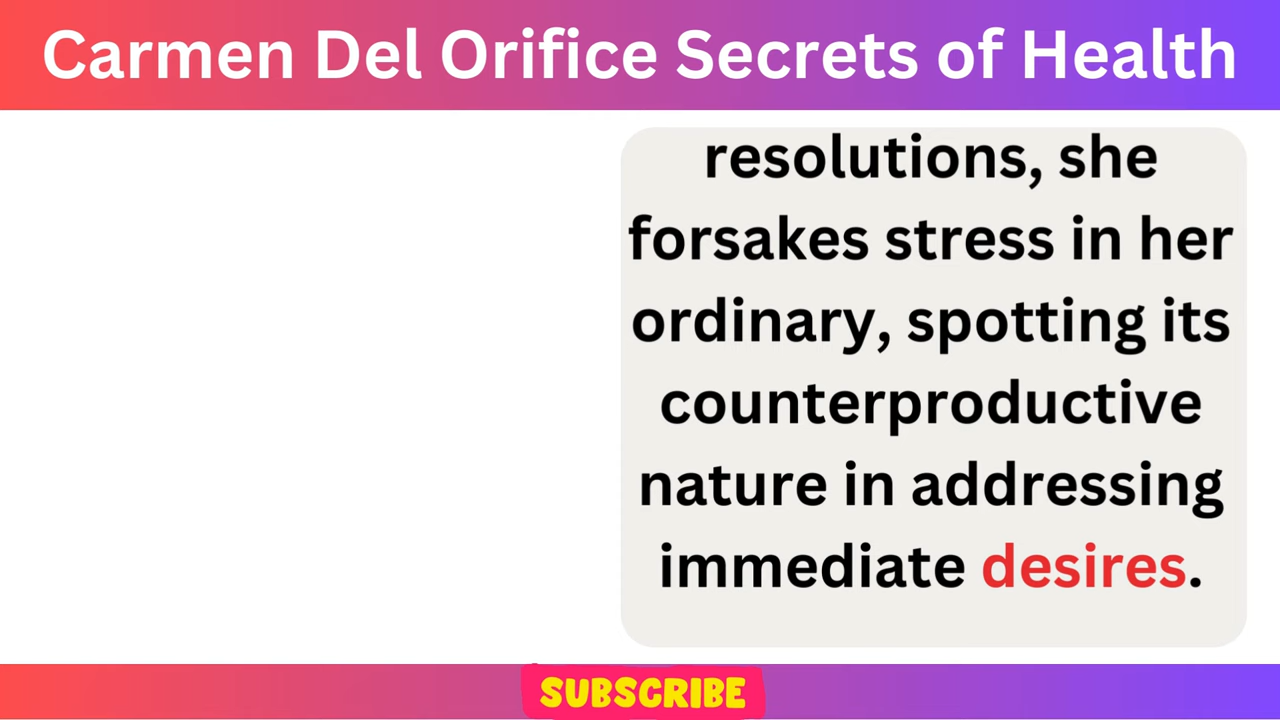 Carmen Del Orifice Secrets of Health
resolutions, she
forsakes stress in her
ordinary, spotting its
counterproductive
nature in addressing
immediate desires.
SUBSCRIBE